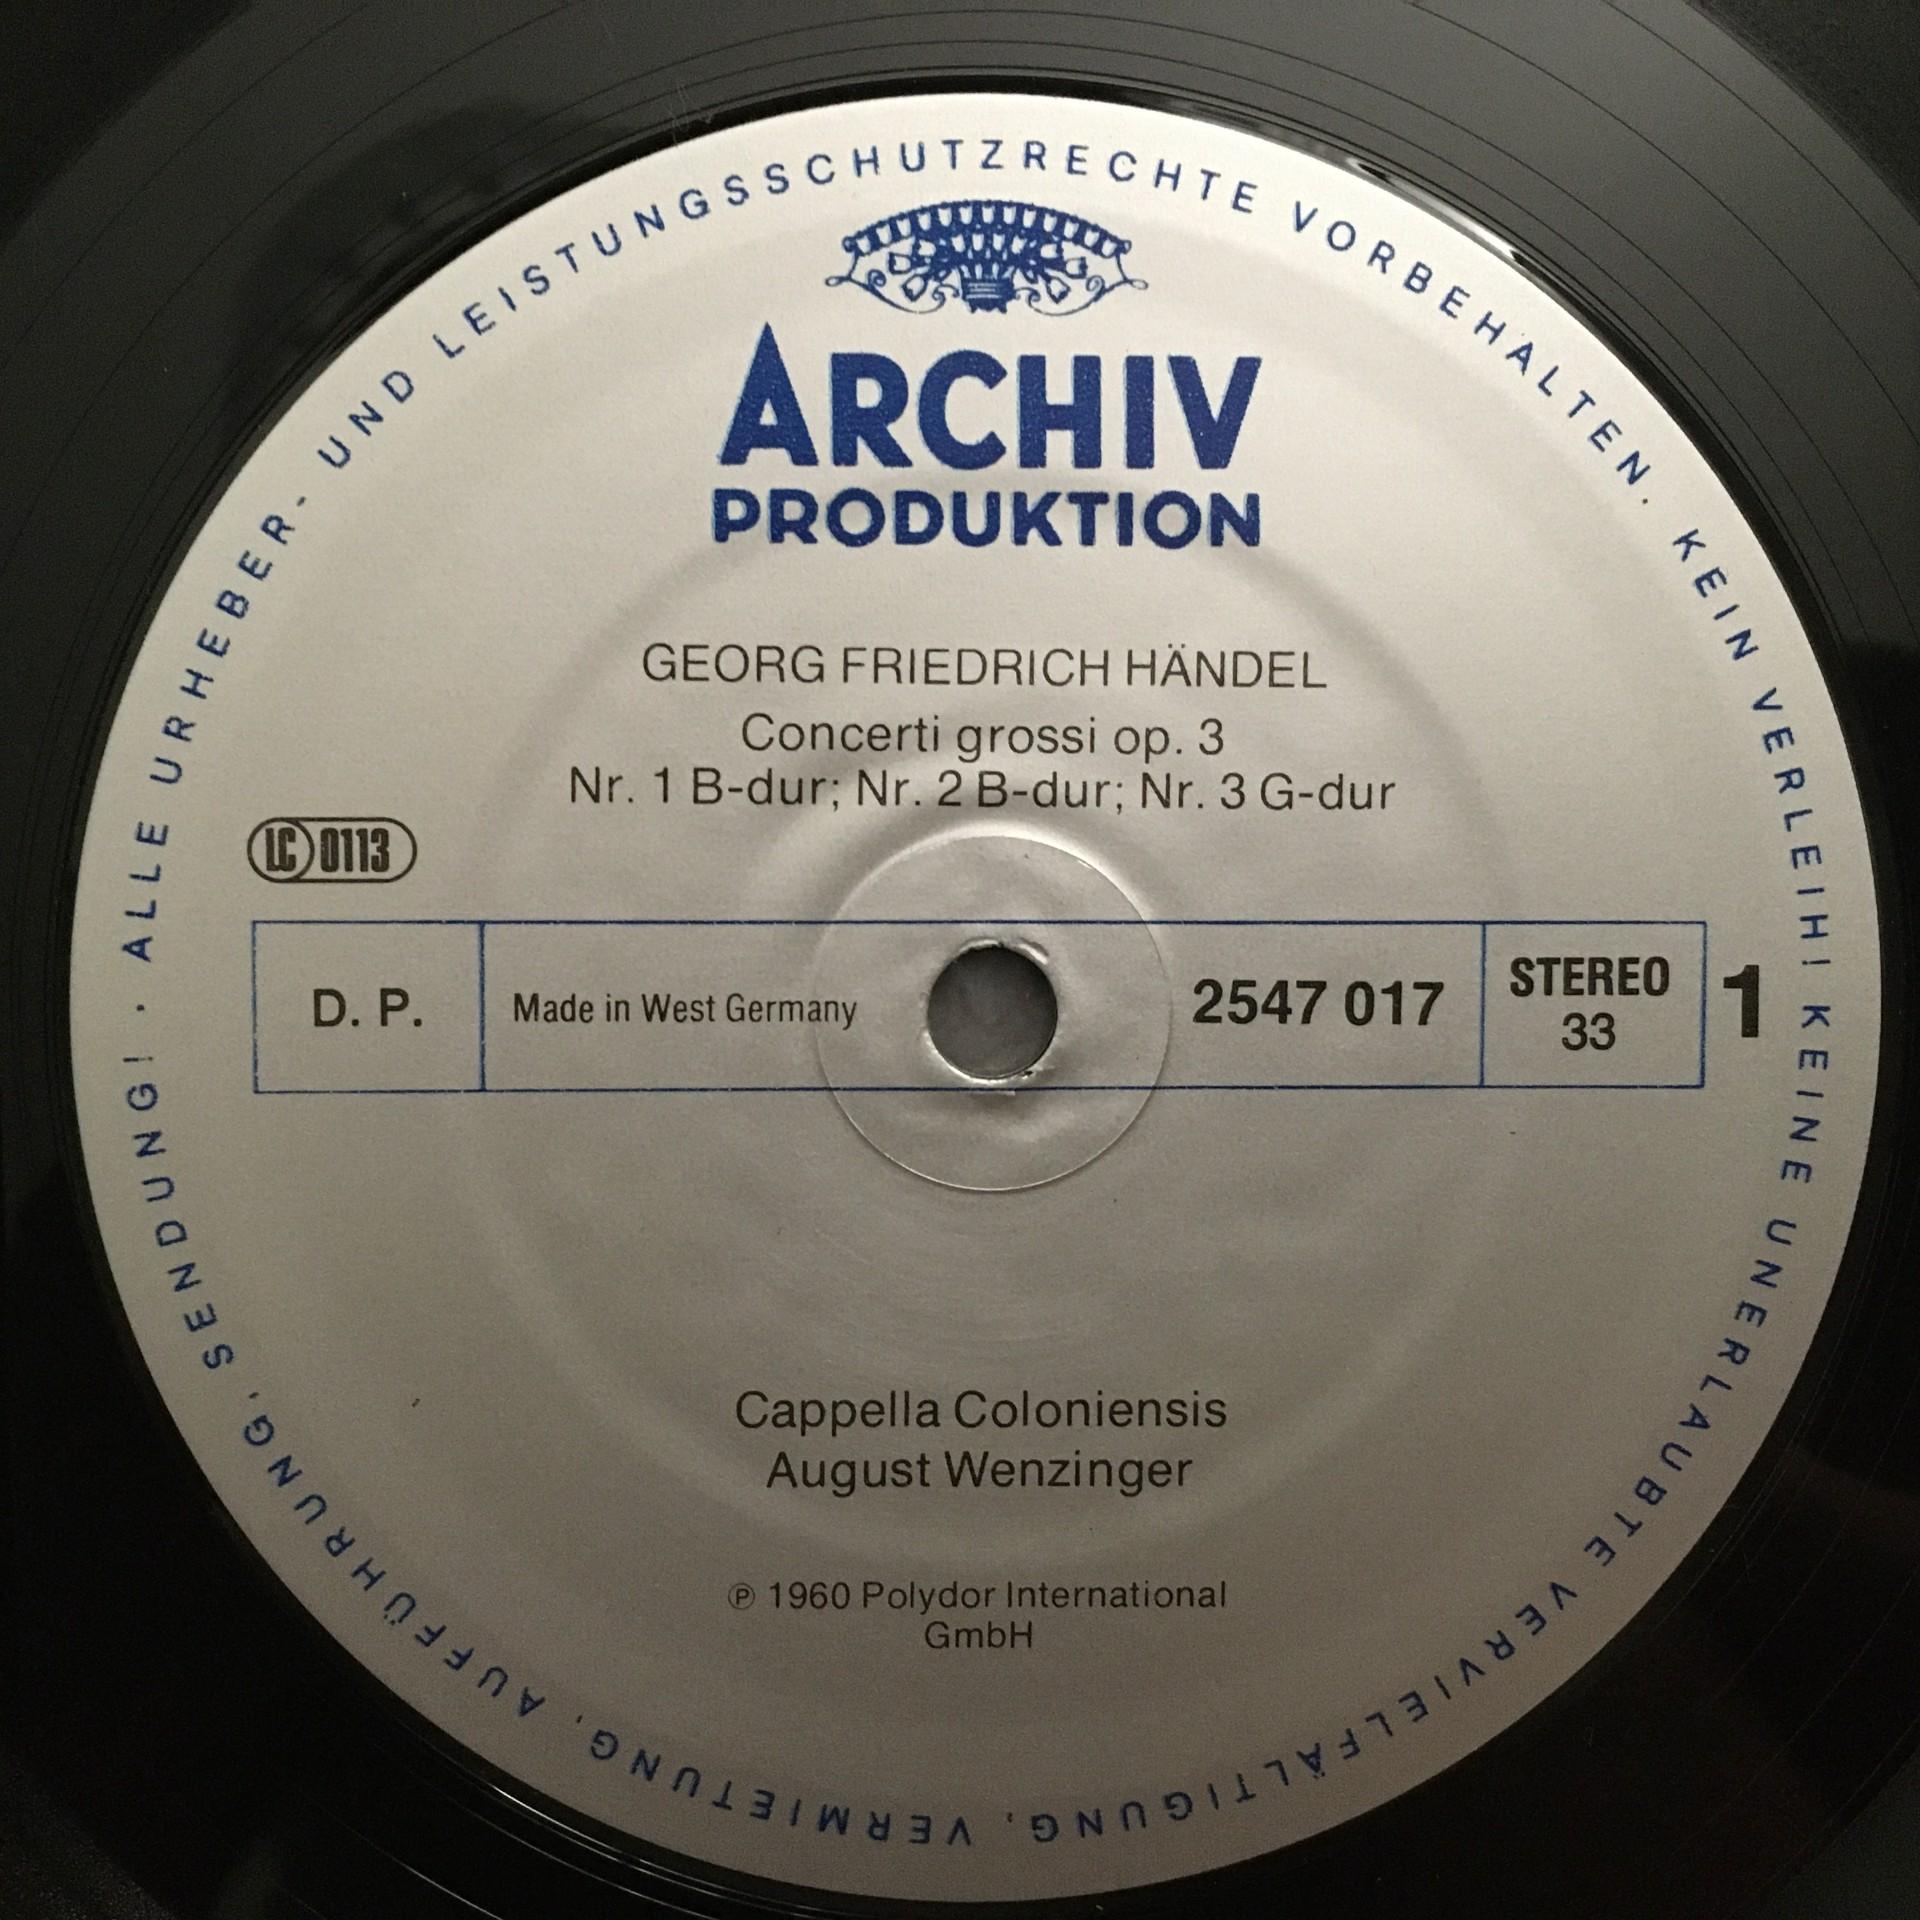 ALLE URHEBER- UND LEISTUNGSSCHUTZRECHTE VORBEHALTEN. KEIN VERLEIH! KEINE UNERLAUBTE VERVIELFÄLTIGUNG, VERMIETUNG, AUFFÜHRUNG, SENDUNG! ·
ARCHIV
PRODUKTION
GEORG FRIEDRICH HÄNDEL
Concerti grossi op. 3
Nr. 1 B-dur; Nr. 2 B-dur; Nr. 3 G-dur
LC 0113
D. P.
Made in West Germany
2547 017
STEREO
33
1
Cappella Coloniensis
August Wenzinger
℗ 1960 Polydor International
GmbH